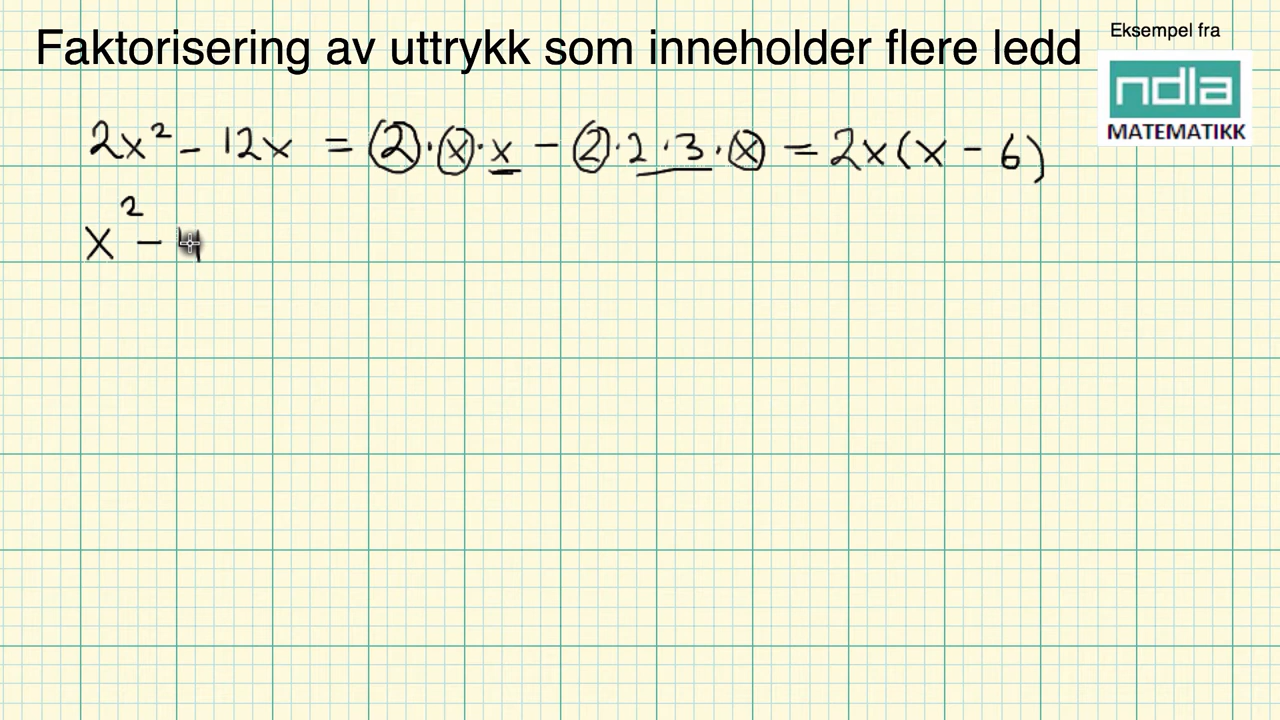 Faktorisering av uttrykk som inneholder flere ledd
Eksempel fra
ndla
MATEMATIKK
2x² - 12x = 2·x·x - 2·2·3·x = 2x(x - 6)
x² - 4